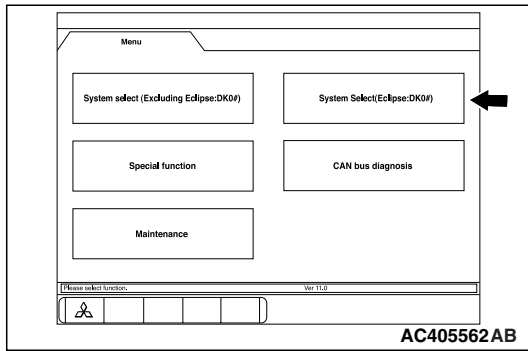 Menu
System select (Excluding Eclipse:DK0#)
System Select(Eclipse:DK0#)
Special function
CAN bus diagnosis
Maintenance
Please select function.
Ver 11.0
AC405562AB